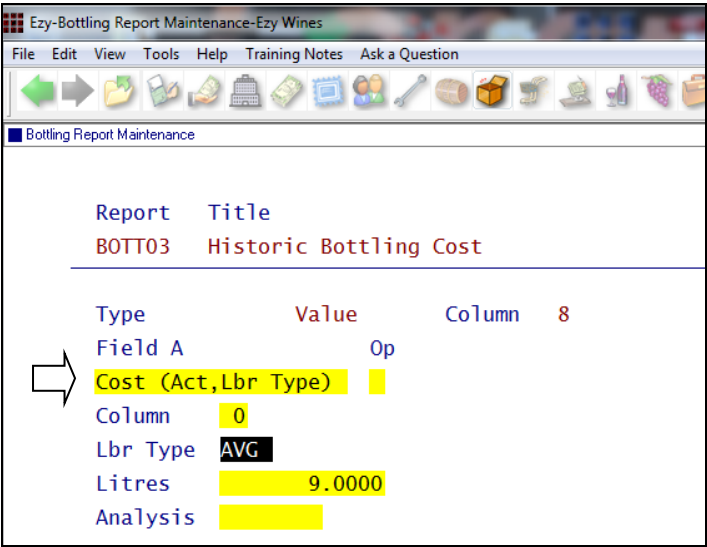 Ezy-Bottling Report Maintenance-Ezy Wines
File Edit View Tools Help Training Notes Ask a Question
Bottling Report Maintenance
Report Title
BOTT03 Historic Bottling Cost
Type Value Column 8
Field A Op
Cost (Act,Lbr Type)
Column 0
Lbr Type AVG
Litres 9.0000
Analysis